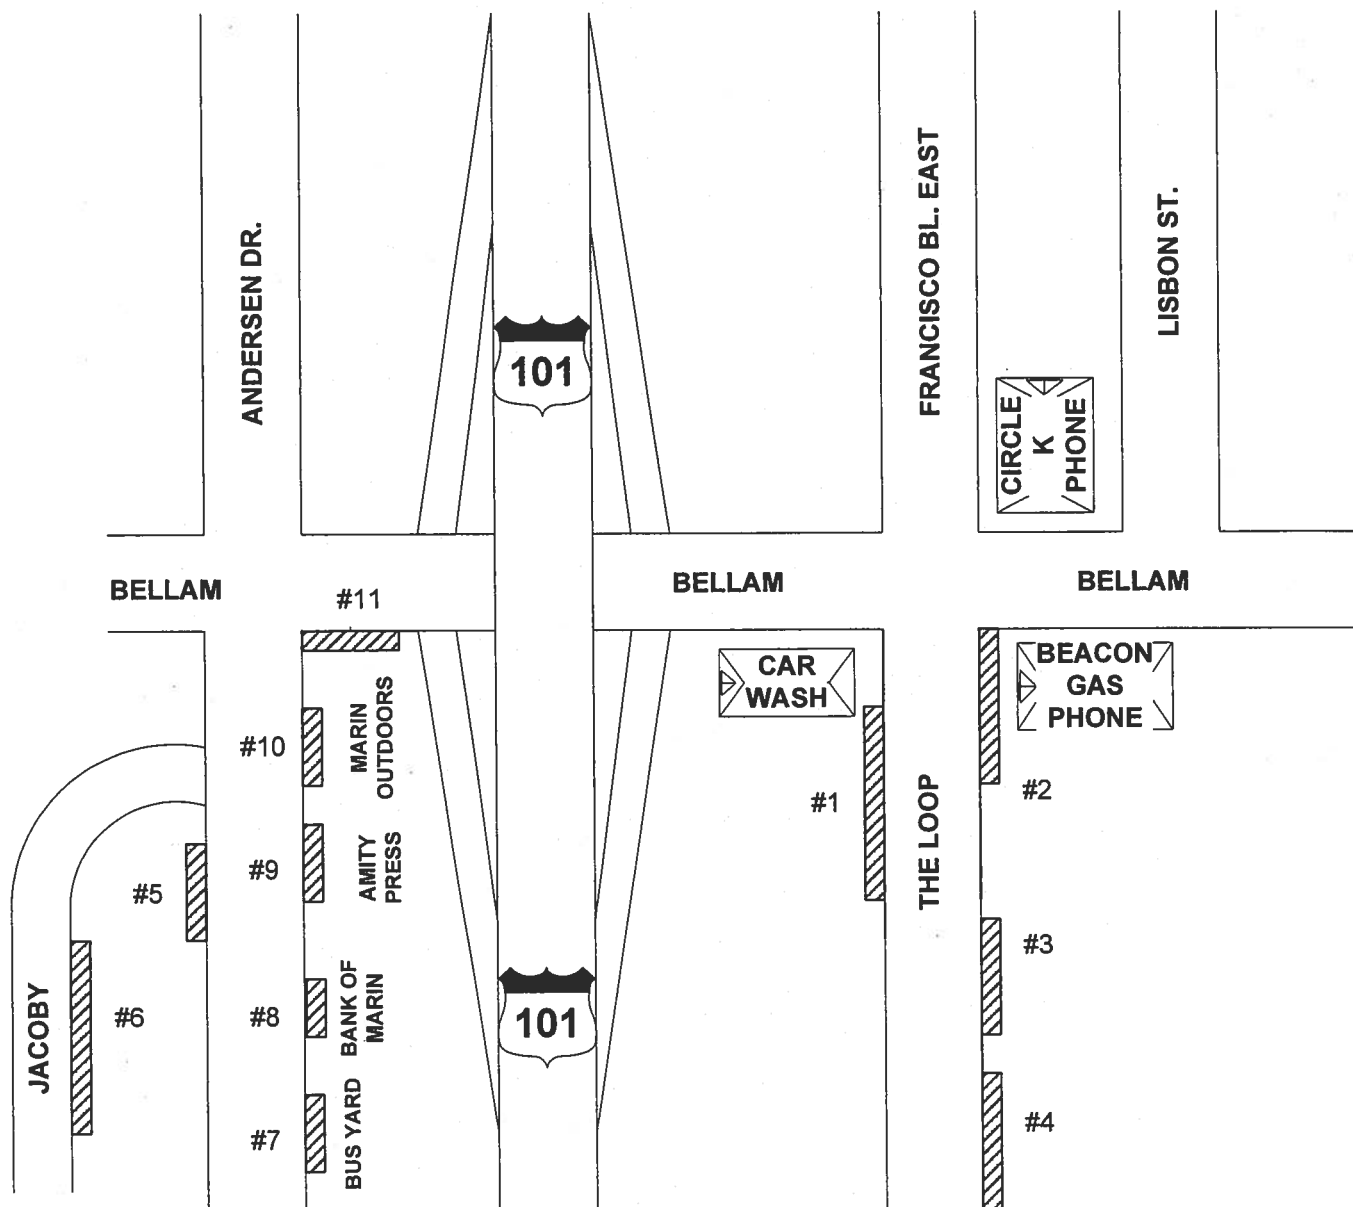 ANDERSEN DR.
101
FRANCISCO BL. EAST
LISBON ST.
CIRCLE
K
PHONE
BELLAM
BELLAM
BELLAM
#11
CAR
WASH
BEACON
GAS
PHONE
#10
MARIN
OUTDOORS
#1
THE LOOP
#2
#9
AMITY
PRESS
#5
#3
JACOBY
#6
#8
BANK OF
MARIN
101
#7
BUS YARD
#4